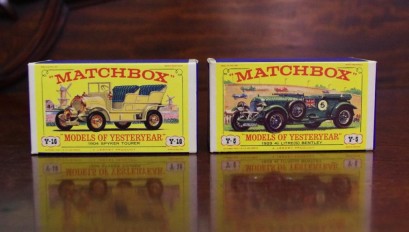 "MATCHBOX"
"MODELS OF YESTERYEAR"
Y-16 1904 SPYKER TOURER Y-16
"MATCHBOX"
6
"MODELS OF YESTERYEAR"
Y-5 1929 4½ LITRE(S) BENTLEY Y-5